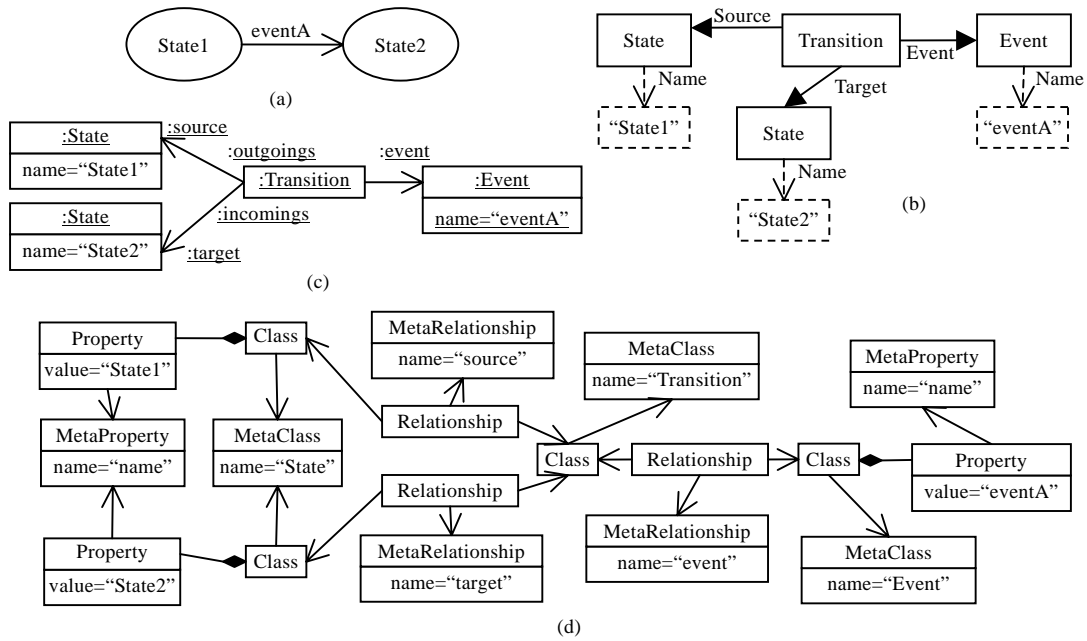 State1
eventA
State2
(a)
Source
State
Transition
Event
Event
Name
Target
Name
“State1”
State
“eventA”
Name
“State2”
(b)
:State
name=“State1”
:source
:outgoings
:event
:Transition
:Event
name=“eventA”
:State
name=“State2”
:incomings
:target
(c)
Property
value=“State1”
Class
MetaRelationship
name=“source”
MetaClass
name=“Transition”
MetaProperty
name=“name”
MetaProperty
name=“name”
MetaClass
name=“State”
Relationship
Class
Relationship
Class
Property
value=“eventA”
Relationship
Property
value=“State2”
Class
MetaRelationship
name=“target”
MetaRelationship
name=“event”
MetaClass
name=“Event”
(d)